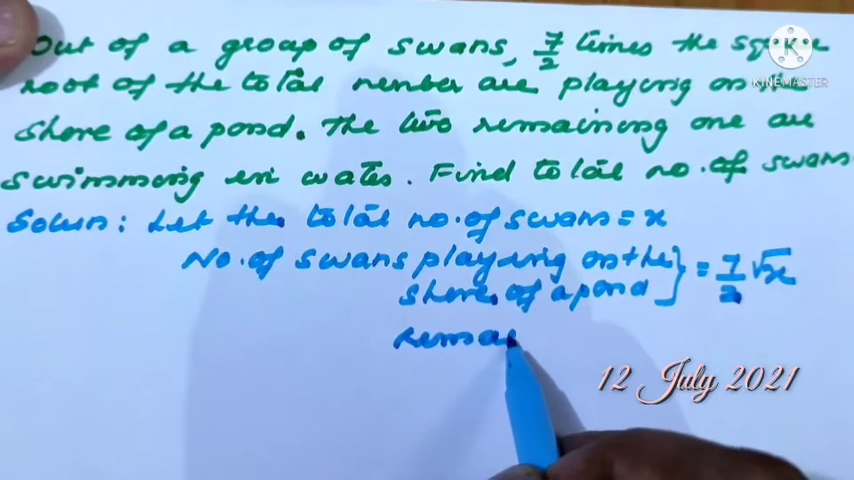 Out of a group of swans, 7/2 times the square
root of the total number are playing on
shore of a pond. The two remaining one are
swimming in water. Find total no. of swans
Soln: Let the total no. of swans = x
No. of swans playing on the } = 7/2 √x
shore of a pond
rema
KINEMASTER
12 July 2021